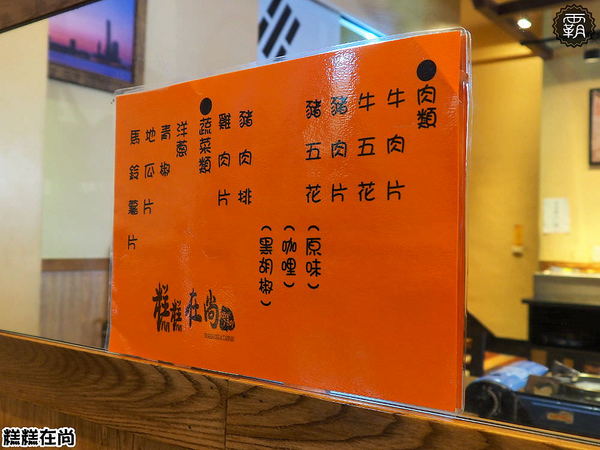 ●肉類
牛肉片
牛五花
豬肉片
豬五花
(原味)
(咖哩)
(黑胡椒)
豬肉排
雞肉片
●蔬菜類
洋蔥
青椒
地瓜片
馬鈴薯片
糕糕在尚
霸
糕糕在尚